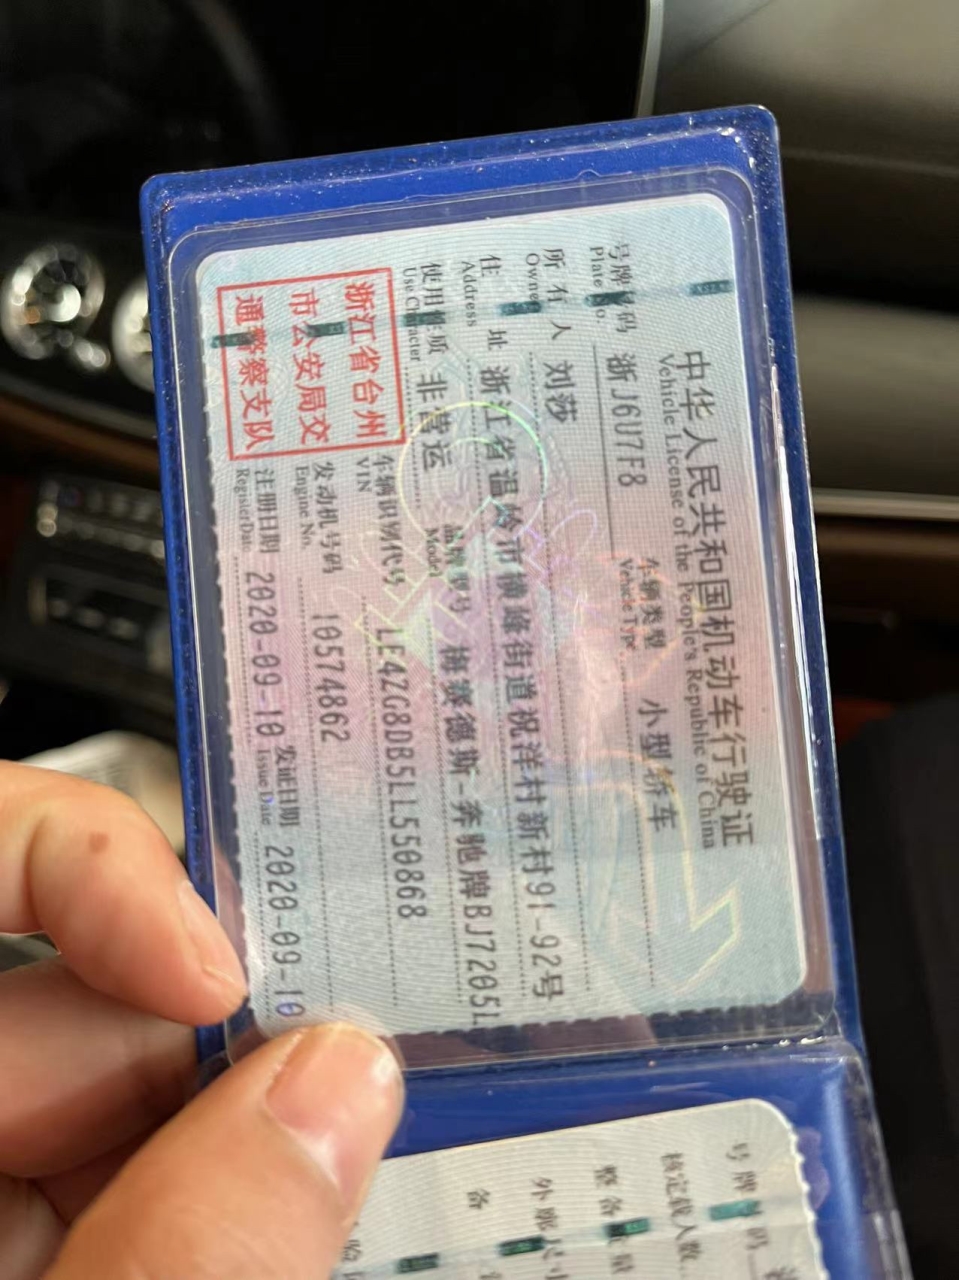 中华人民共和国机动车行驶证
Vehicle License of the People's Republic of China
号牌号码 浙J6U7F8 车辆类型 小型轿车
Plate No. Vehicle Type
所有人 刘莎
Owner
住址 浙江省温岭市横峰街道祝洋村新村91-92号
Address
使用性质 非营运 品牌型号 梅赛德斯-奔驰牌BJ7205L
Use Character Model
浙江省台州
市公安局交
通警察支队
车辆识别代号 LE4ZG8DB5LL550868
VIN
发动机号码 10574862
Engine No.
注册日期 2020-09-10 发证日期 2020-09-10
Register Date Issue Date
号牌号码
核定载人数
整备质量
外廓尺寸
备